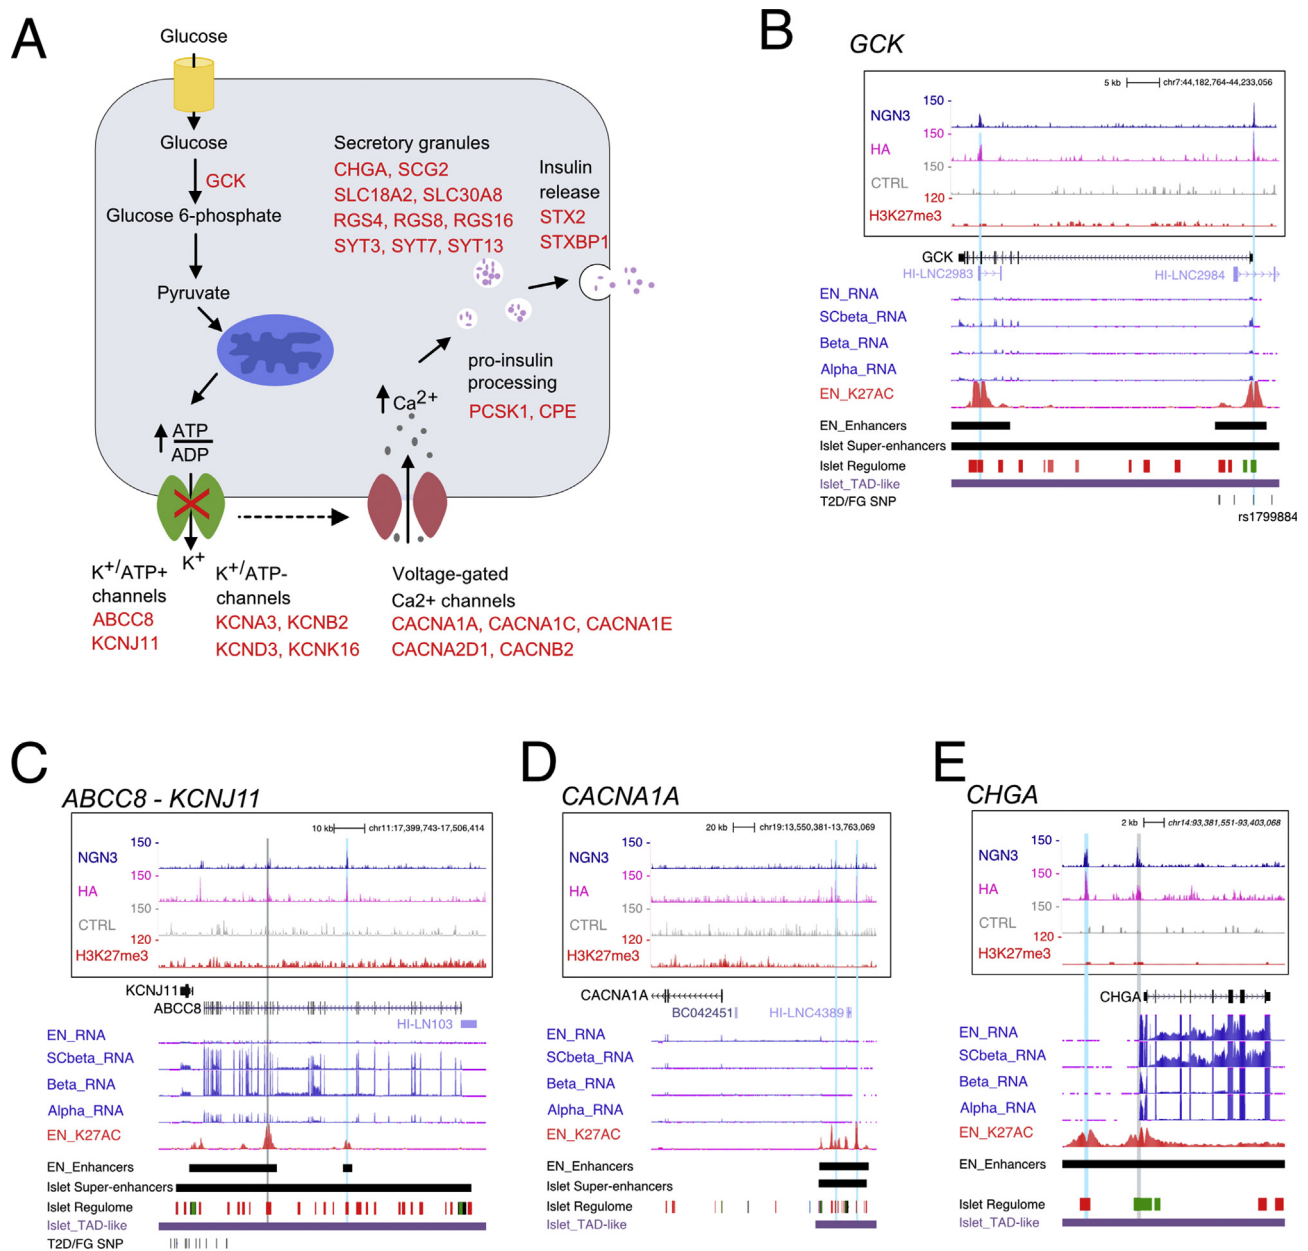 A
Glucose
Glucose
GCK
Glucose 6-phosphate
Pyruvate
ATP
ADP
K+
Secretory granules
CHGA, SCG2
SLC18A2, SLC30A8
RGS4, RGS8, RGS16
SYT3, SYT7, SYT13
Insulin
release
STX2
STXBP1
pro-insulin
processing
PCSK1, CPE
Ca2+
K+/ATP+
channels
ABCC8
KCNJ11
K+/ATP-
channels
KCNA3, KCNB2
KCND3, KCNK16
Voltage-gated
Ca2+ channels
CACNA1A, CACNA1C, CACNA1E
CACNA2D1, CACNB2
B
GCK
5 kb chr7:44,182,764-44,233,056
150
NGN3
150
HA
150
CTRL
120
H3K27me3
GCK
HI-LNC2983 HI-LNC2984
EN_RNA
SCbeta_RNA
Beta_RNA
Alpha_RNA
EN_K27AC
EN_Enhancers
Islet Super-enhancers
Islet Regulome
Islet_TAD-like
T2D/FG SNP
rs1799884
C
ABCC8 - KCNJ11
10 kb chr11:17,399,743-17,506,414
150
NGN3
150
HA
150
CTRL
120
H3K27me3
KCNJ11
ABCC8
HI-LN103
EN_RNA
SCbeta_RNA
Beta_RNA
Alpha_RNA
EN_K27AC
EN_Enhancers
Islet Super-enhancers
Islet Regulome
Islet_TAD-like
T2D/FG SNP
D
CACNA1A
20 kb chr19:13,550,381-13,763,069
150
NGN3
150
HA
150
CTRL
120
H3K27me3
CACNA1A
BC042451 HI-LNC4389
EN_RNA
SCbeta_RNA
Beta_RNA
Alpha_RNA
EN_K27AC
EN_Enhancers
Islet Super-enhancers
Islet Regulome
Islet_TAD-like
E
CHGA
2 kb chr14:93,381,551-93,403,068
150
NGN3
150
HA
150
CTRL
120
H3K27me3
CHGA
EN_RNA
SCbeta_RNA
Beta_RNA
Alpha_RNA
EN_K27AC
EN_Enhancers
Islet Regulome
Islet_TAD-like